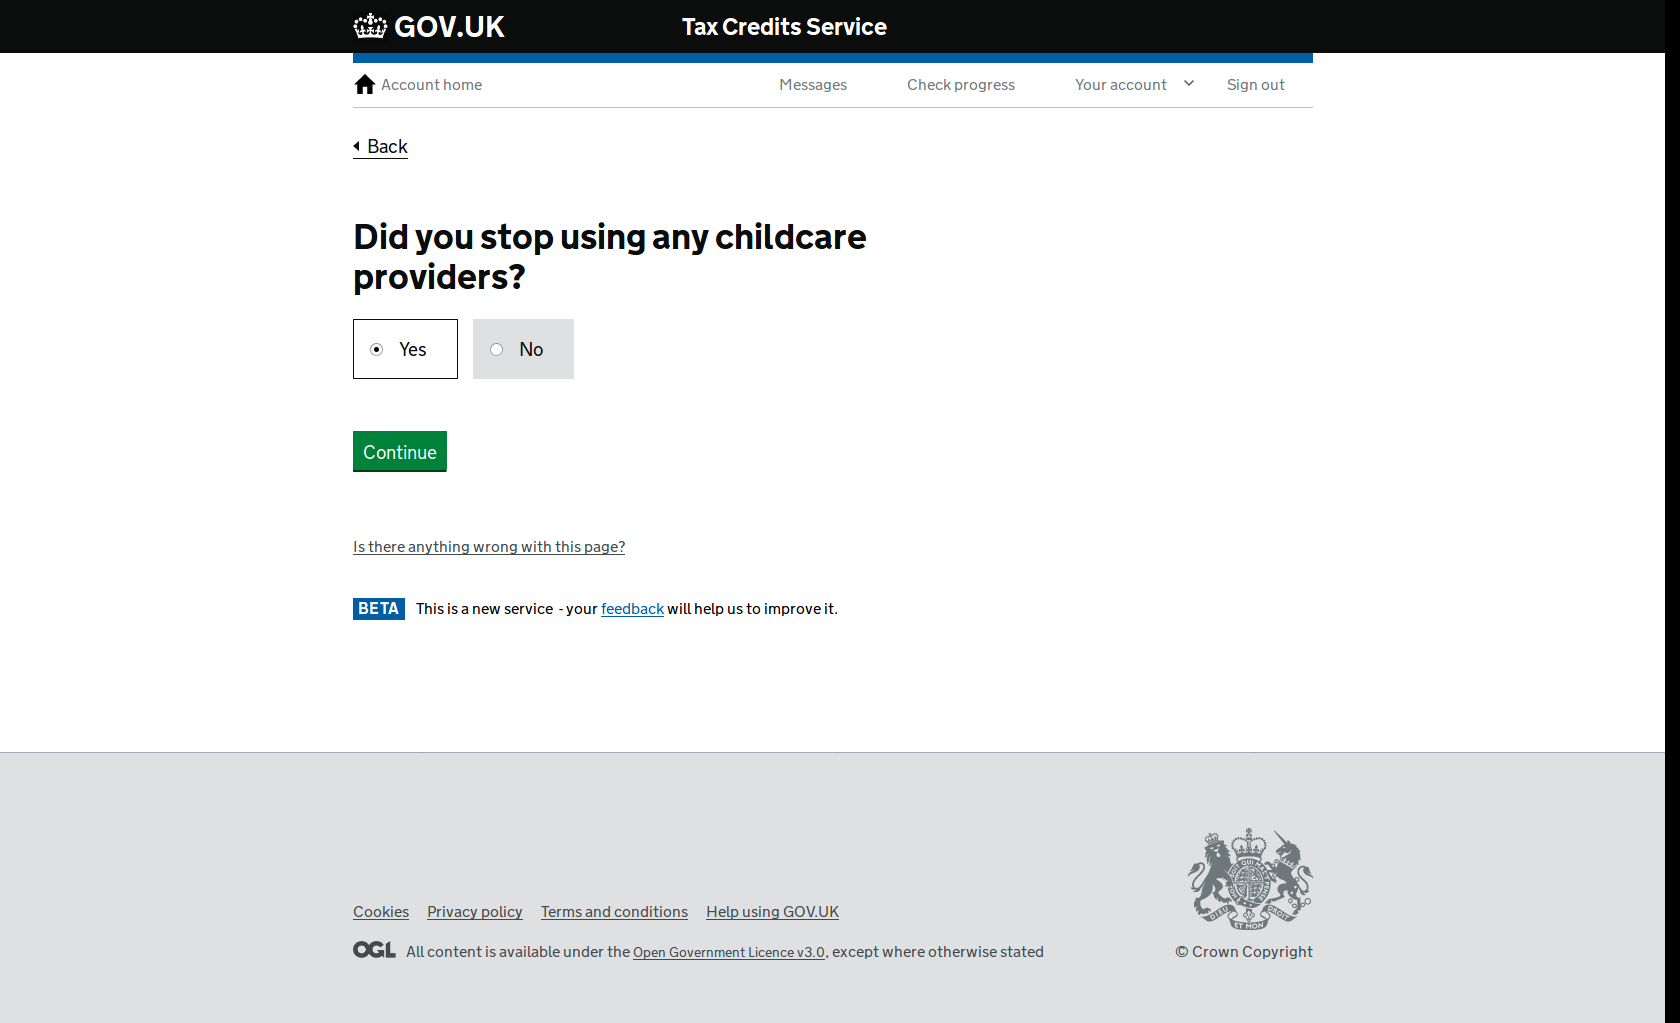 GOV.UK Tax Credits Service
Account home Messages Check progress Your account Sign out
Back
Did you stop using any childcare
providers?
Yes No
Continue
Is there anything wrong with this page?
BETA This is a new service - your feedback will help us to improve it.
Cookies Privacy policy Terms and conditions Help using GOV.UK
OGL All content is available under the Open Government Licence v3.0, except where otherwise stated
© Crown Copyright